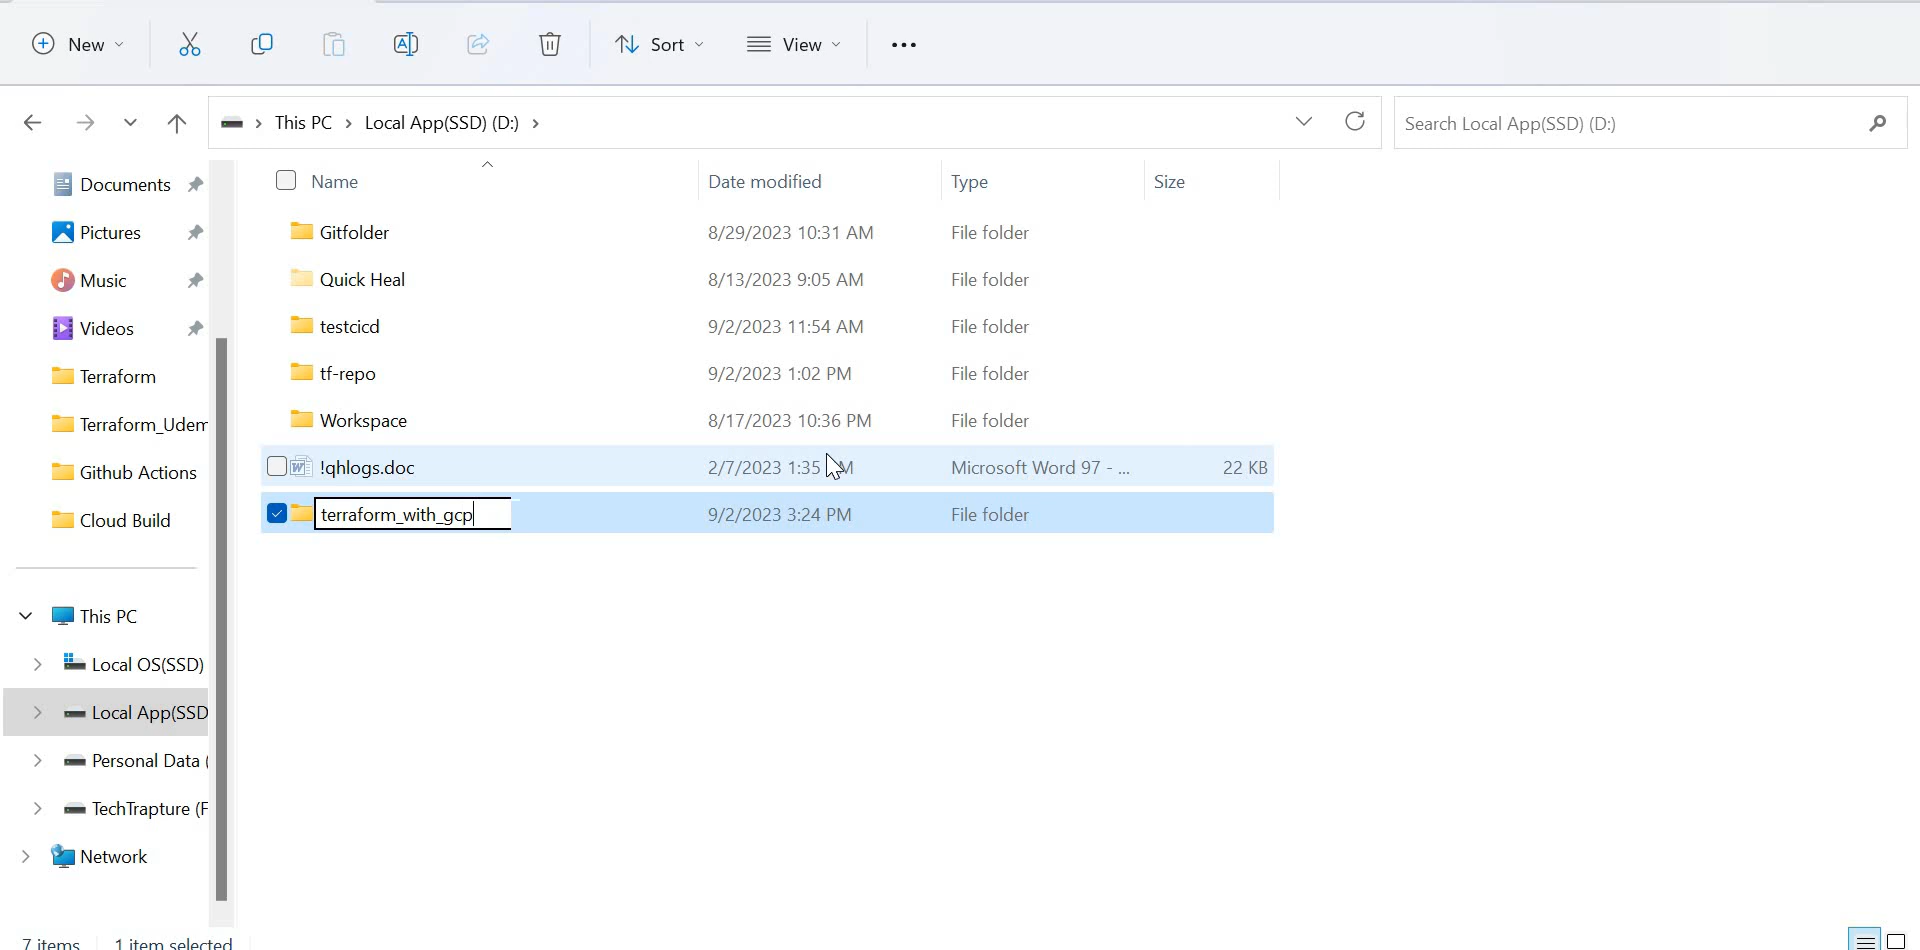 New
Sort
View
This PC > Local App(SSD) (D:) >
Search Local App(SSD) (D:)
Documents
Pictures
Music
Videos
Terraform
Terraform_Udem
Github Actions
Cloud Build
This PC
Local OS(SSD)
Local App(SSD
Personal Data (
TechTrapture (F
Network
Name Date modified Type Size
Gitfolder 8/29/2023 10:31 AM File folder
Quick Heal 8/13/2023 9:05 AM File folder
testcicd 9/2/2023 11:54 AM File folder
tf-repo 9/2/2023 1:02 PM File folder
Workspace 8/17/2023 10:36 PM File folder
!qhlogs.doc 2/7/2023 1:35 Microsoft Word 97 - ... 22 KB
terraform_with_gcp 9/2/2023 3:24 PM File folder
7 items 1 item selected